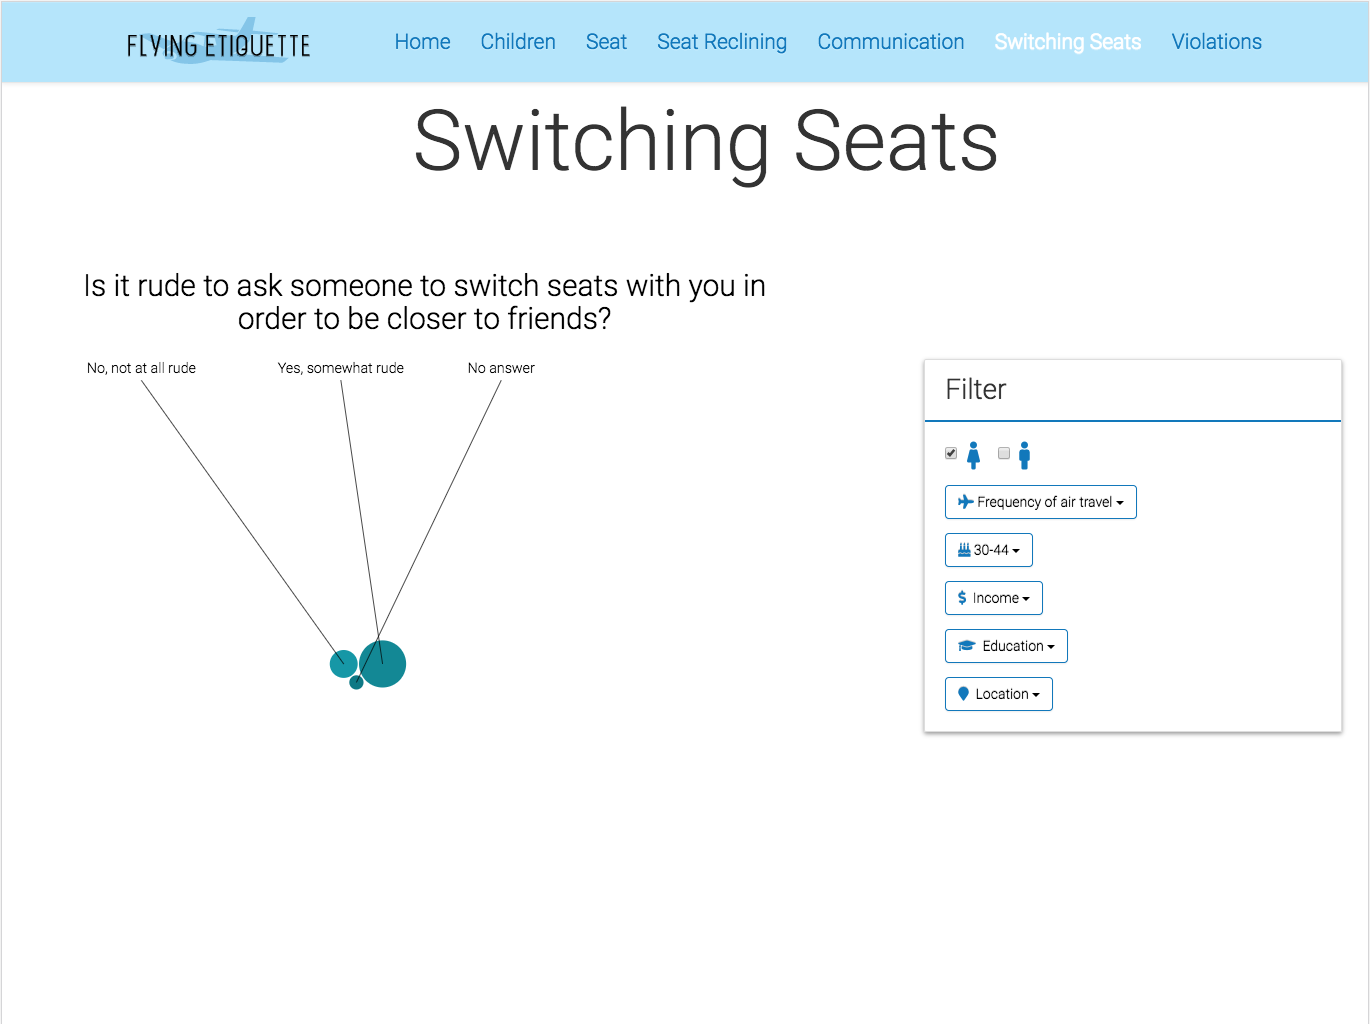 FLYING ETIQUETTE
Home Children Seat Seat Reclining Communication Switching Seats Violations
Switching Seats
Is it rude to ask someone to switch seats with you in
order to be closer to friends?
No, not at all rude Yes, somewhat rude No answer
Filter
Frequency of air travel
30-44
$ Income
Education
Location